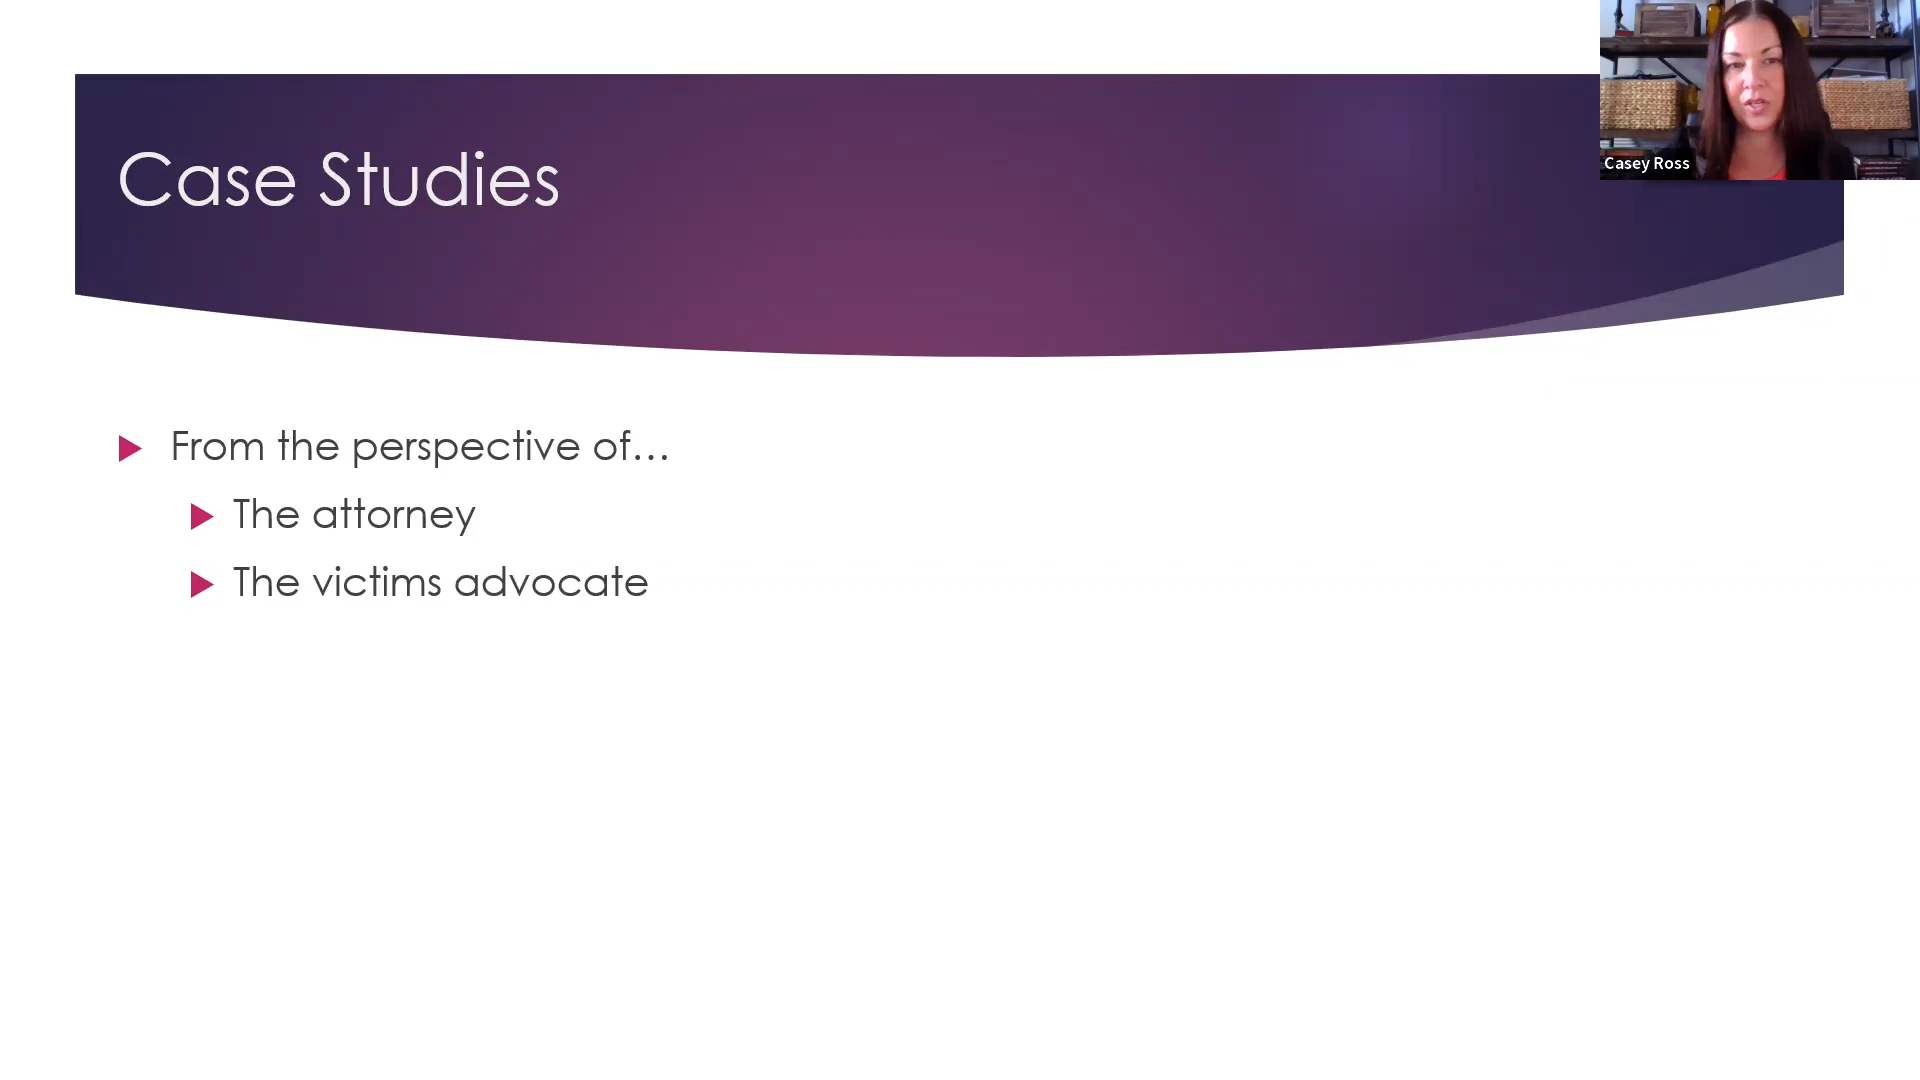 Case Studies
Casey Ross
From the perspective of…
The attorney
The victims advocate